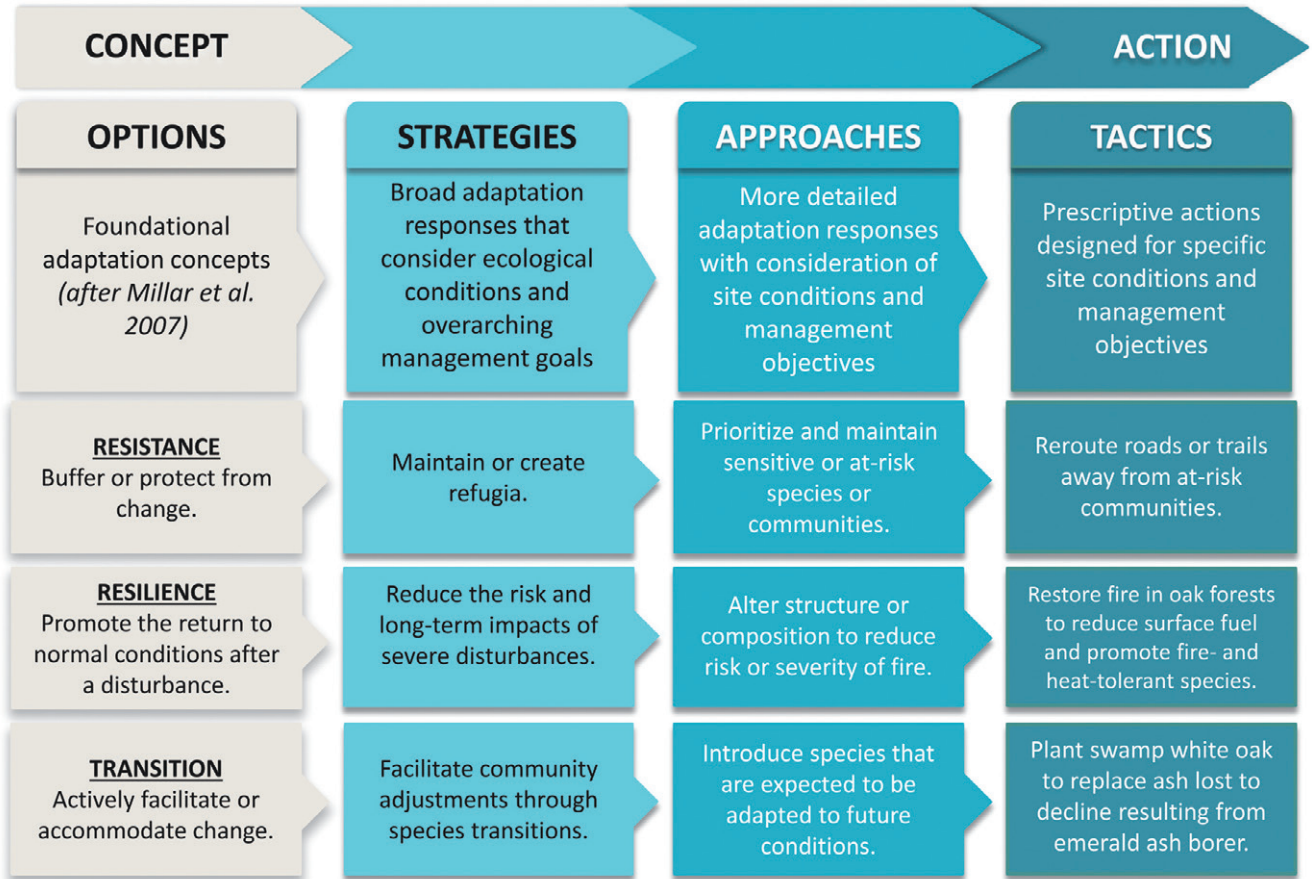 CONCEPT
ACTION
OPTIONS
STRATEGIES
APPROACHES
TACTICS
Foundational
adaptation concepts
(after Millar et al.
2007)
Broad adaptation
responses that
consider ecological
conditions and
overarching
management goals
More detailed
adaptation responses
with consideration of
site conditions and
management
objectives
Prescriptive actions
designed for specific
site conditions and
management
objectives
RESISTANCE
Buffer or protect from
change.
Maintain or create
refugia.
Prioritize and maintain
sensitive or at-risk
species or
communities.
Reroute roads or trails
away from at-risk
communities.
RESILIENCE
Promote the return to
normal conditions after
a disturbance.
Reduce the risk and
long-term impacts of
severe disturbances.
Alter structure or
composition to reduce
risk or severity of fire.
Restore fire in oak forests
to reduce surface fuel
and promote fire- and
heat-tolerant species.
TRANSITION
Actively facilitate or
accommodate change.
Facilitate community
adjustments through
species transitions.
Introduce species that
are expected to be
adapted to future
conditions.
Plant swamp white oak
to replace ash lost to
decline resulting from
emerald ash borer.